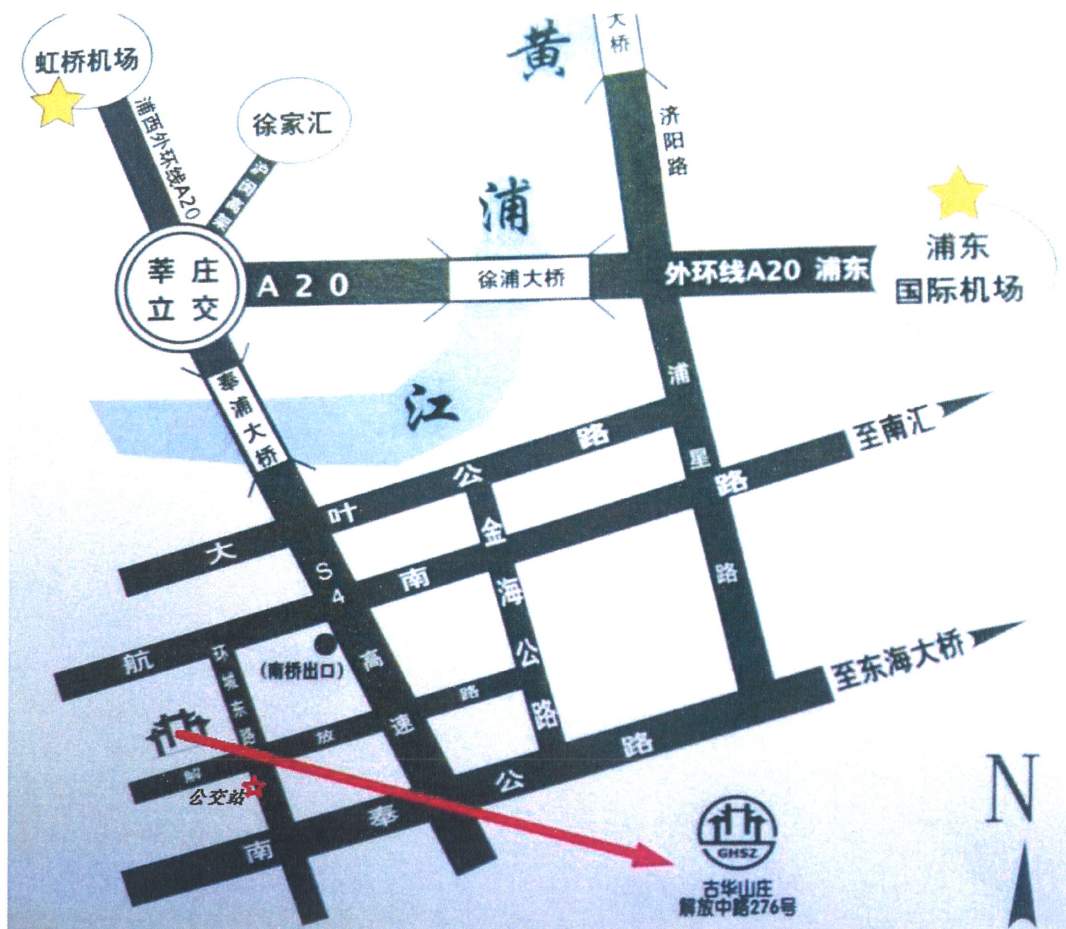 虹桥机场
浦西外环线A20
徐家汇
莘庄
立交
A20
徐浦大桥
外环线A20 浦东
浦东
国际机场
大桥
济阳路
黄
浦
江
奉浦大桥
大叶公路
浦星路
航南路
至南汇
金海公路
S4高速
(南桥出口)
环城东路
解放路
公交站
南奉公路
至东海大桥
N
GHSZ
古华山庄
解放中路276号